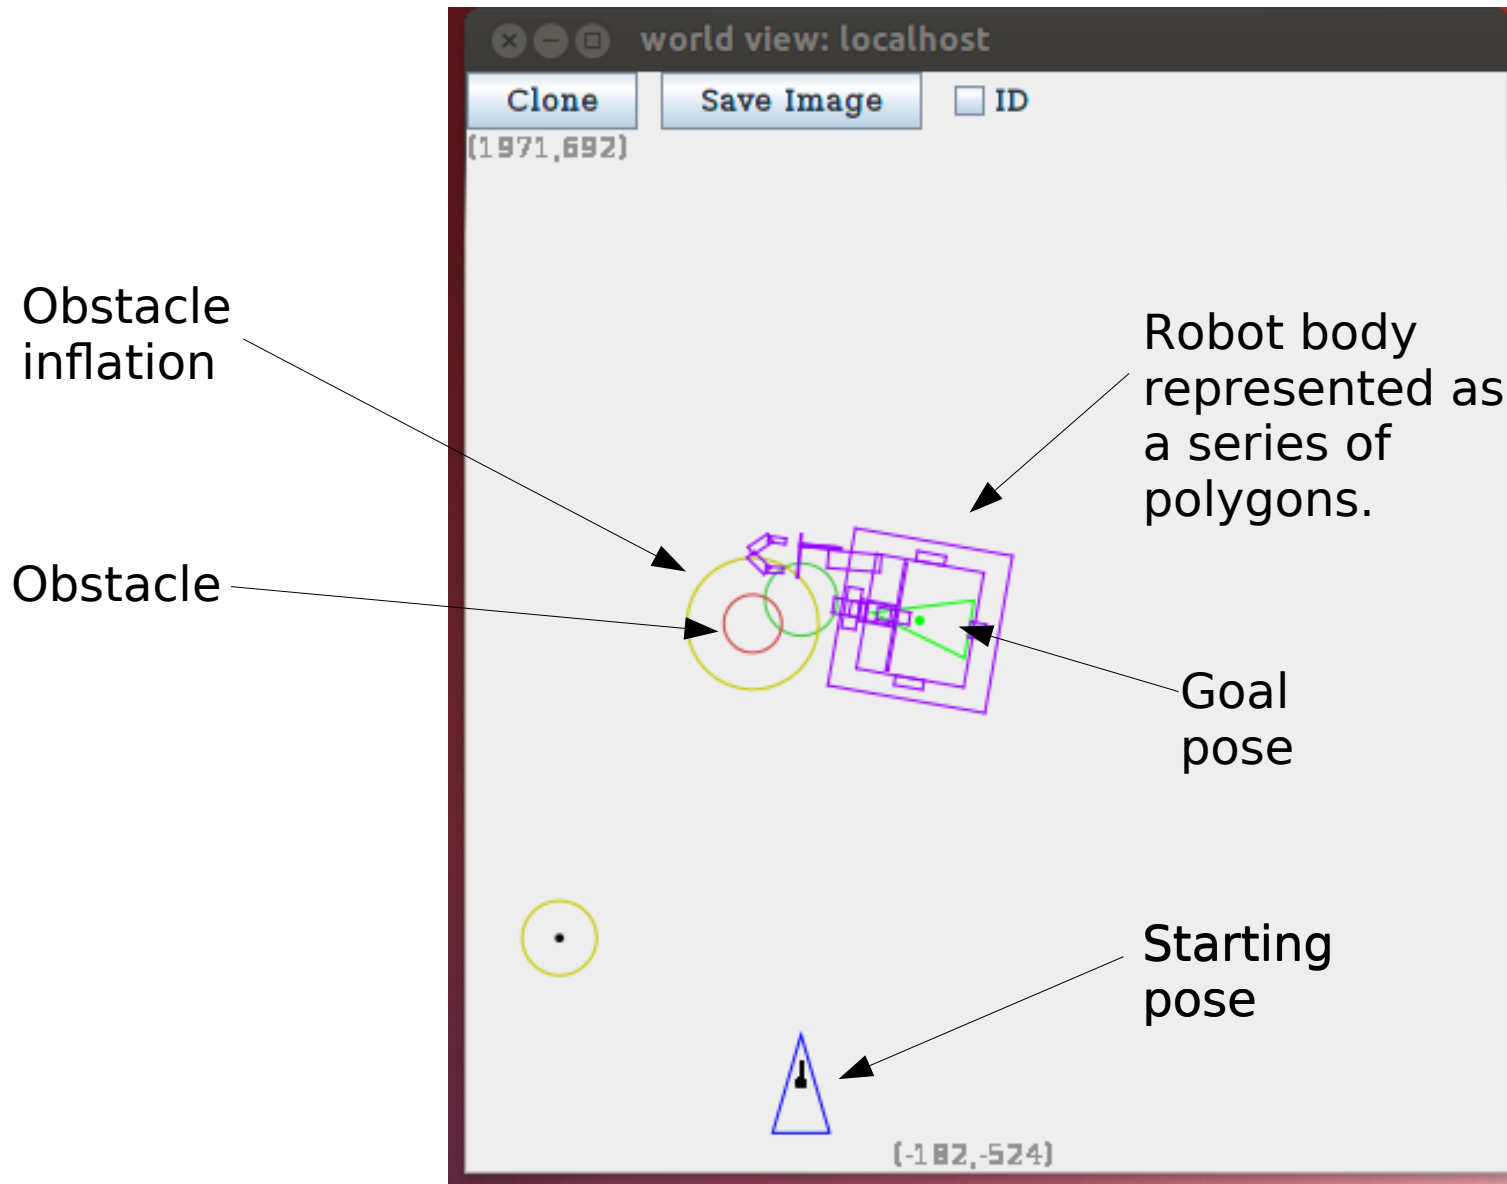 world view: localhost
Clone
Save Image
ID
(1971,692)
Obstacle
inflation
Robot body
represented as
a series of
polygons.
Obstacle
Goal
pose
Starting
pose
(-182,-524)